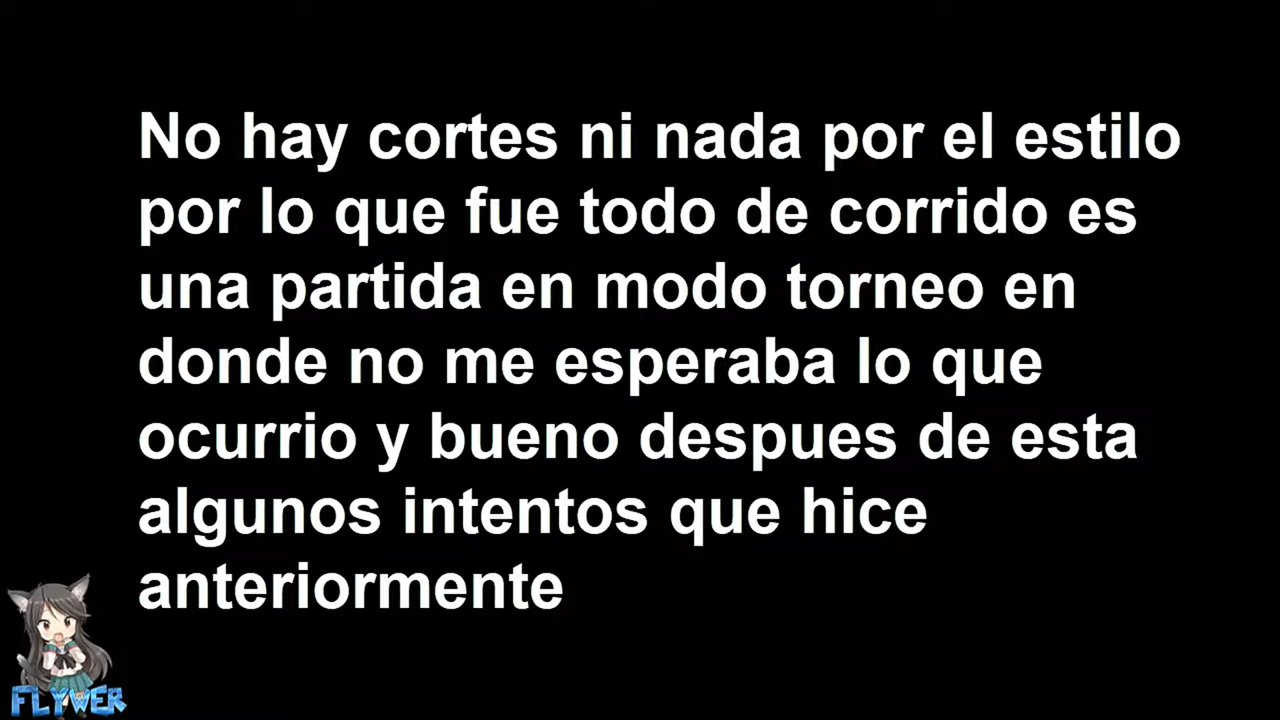 No hay cortes ni nada por el estilo
por lo que fue todo de corrido es
una partida en modo torneo en
donde no me esperaba lo que
ocurrio y bueno despues de esta
algunos intentos que hice
anteriormente
FLYWER